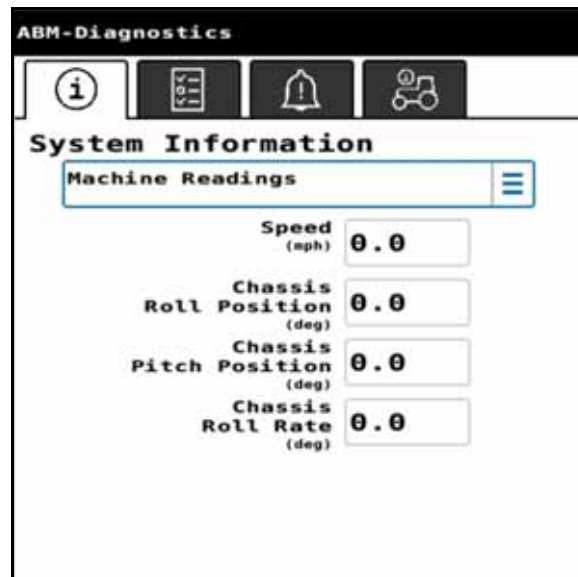 ABM-Diagnostics
System Information
Machine Readings
Speed
(mph)
0.0
Chassis
Roll Position
(deg)
0.0
Chassis
Pitch Position
(deg)
0.0
Chassis
Roll Rate
(deg)
0.0